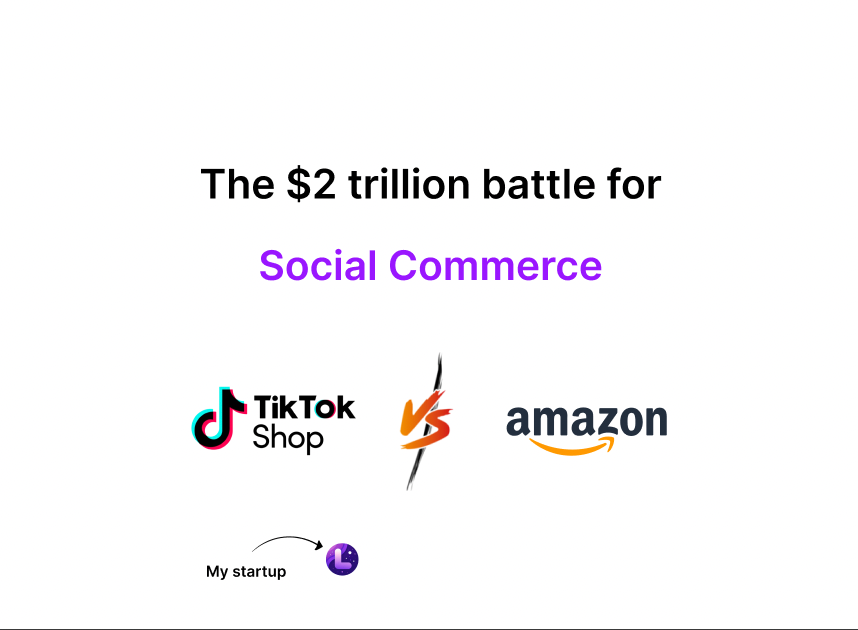 The $2 trillion battle for
Social Commerce
TikTok
Shop
VS
amazon
My startup
L